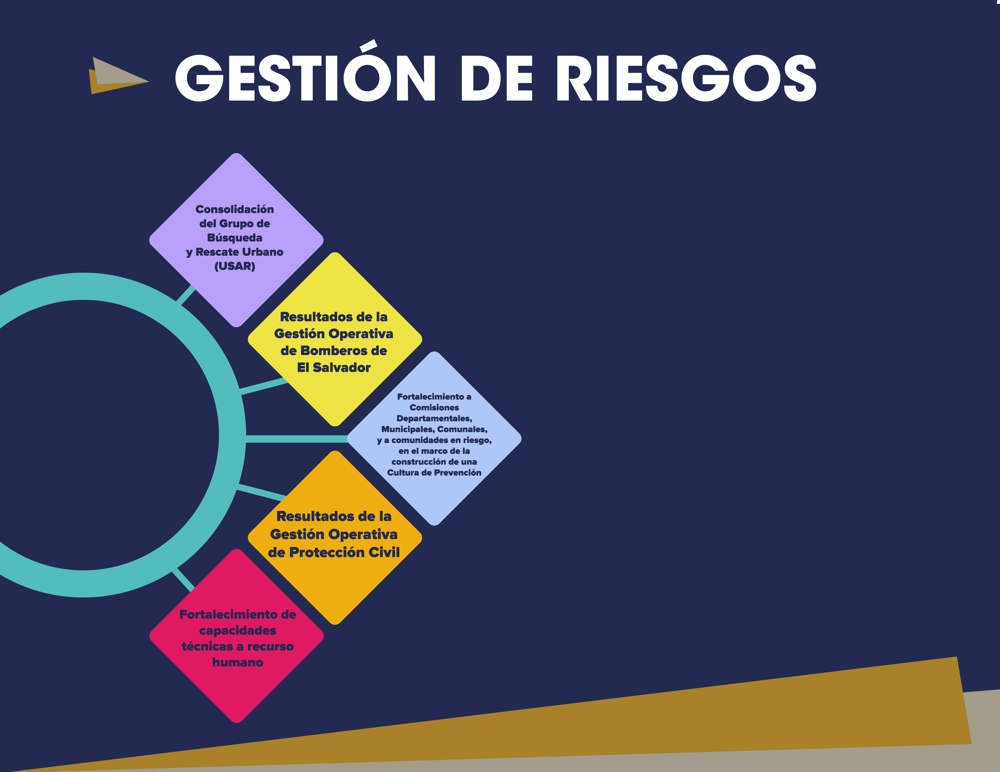 GESTIÓN DE RIESGOS
Consolidación
del Grupo de
Búsqueda
y Rescate Urbano
(USAR)
Resultados de la
Gestión Operativa
de Bomberos de
El Salvador
Fortalecimiento a
Comisiones
Departamentales,
Municipales, Comunales,
y a comunidades en riesgo,
en el marco de la
construcción de una
Cultura de Prevención
Resultados de la
Gestión Operativa
de Protección Civil
Fortalecimiento de
capacidades
técnicas a recurso
humano